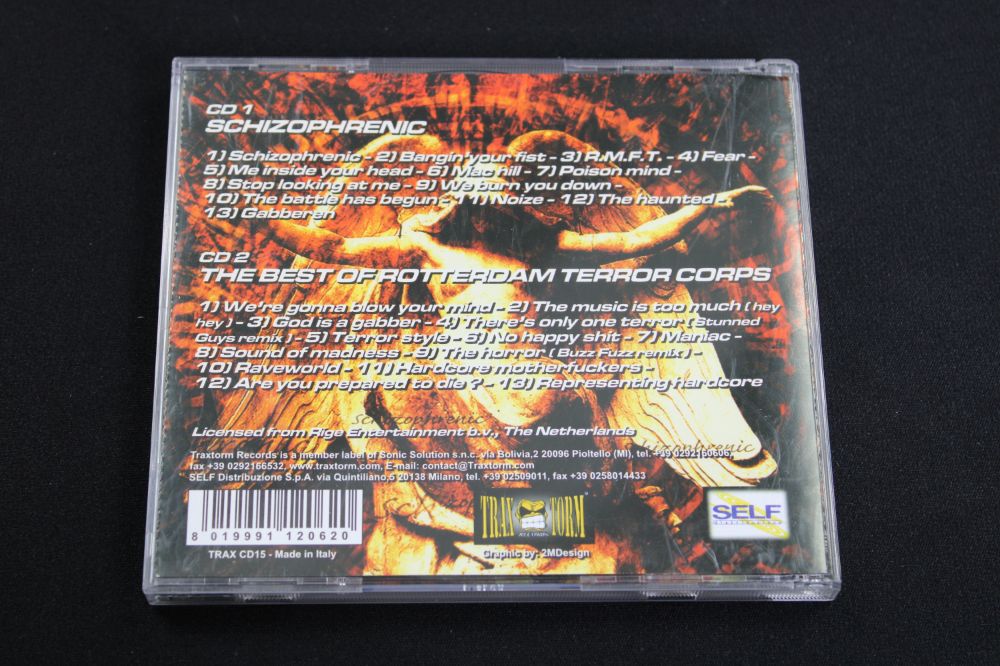 CD 1
SCHIZOPHRENIC
1) Schizophrenic - 2) Bangin'your fist - 3) R.M.F.T. - 4) Fear -
5) Me inside your head - 6) Mac hill - 7) Poison mind -
8) Stop looking at me - 9) We burn you down -
10) The battle has begun - 11) Noize - 12) The haunted -
13) Gabberen
CD 2
THE BEST OF ROTTERDAM TERROR CORPS
1) We're gonna blow your mind - 2) The music is too much ( hey
hey ) - 3) God is a gabber - 4) There's only one terror ( Stunned
Guys remix ) - 5) Terror style - 6) No happy shit - 7) Maniac -
8) Sound of madness - 9) The horror ( Buzz Fuzz remix ) -
10) Raveworld - 11) Hardcore motherfuckers -
12) Are you prepared to die ? - 13) Representing hardcore
schizophrenic
Licensed from Rige Entertainment b.v., The Netherlands
schizophrenic
Traxtorm Records is a member label of Sonic Solution s.n.c. via Bolivia,2 20096 Pioltello (MI), tel. +39 0292160606,
fax +39 0292166532, www.traxtorm.com, E-mail: contact@Traxtorm.com
SELF Distribuzione S.P.A. via Quintiliano,5 20138 Milano, tel. +39 02509011, fax +39 0258014433
TRAXTORM
RECORDS
SELF
8 019991 120620
TRAX CD15 - Made in Italy
Graphic by: 2MDesign